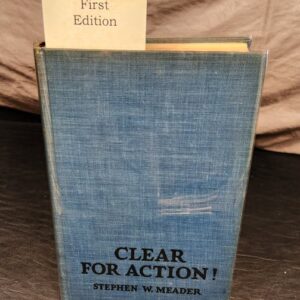 First
Edition
CLEAR
FOR ACTION!
STEPHEN W. MEADER